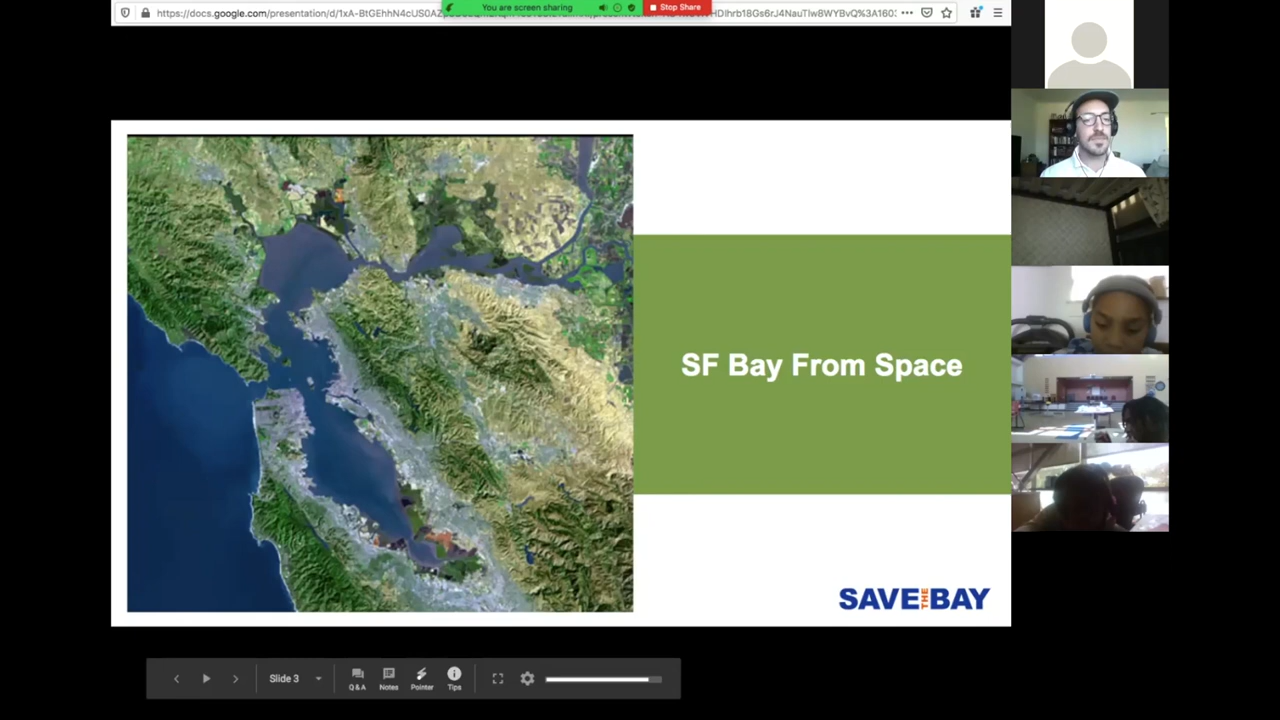 You are screen sharing
Stop Share
SF Bay From Space
SAVE THE BAY
Slide 3
Q & A
Notes
Pointer
Tips